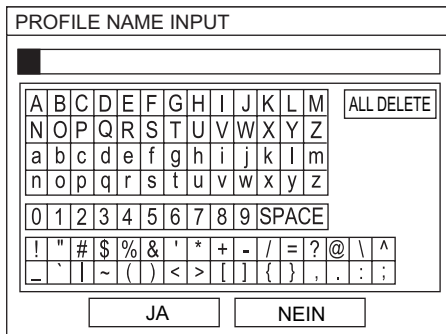 PROFILE NAME INPUT
A B C D E F G H I J K L M ALL DELETE
N O P Q R S T U V W X Y Z
a b c d e f g h i j k l m
n o p q r s t u v w x y z
0 1 2 3 4 5 6 7 8 9 SPACE
! " # $ % & ' * + - / = ? @ \ ^
_ ` | ~ ( ) < > [ ] { } , . : ;
JA NEIN